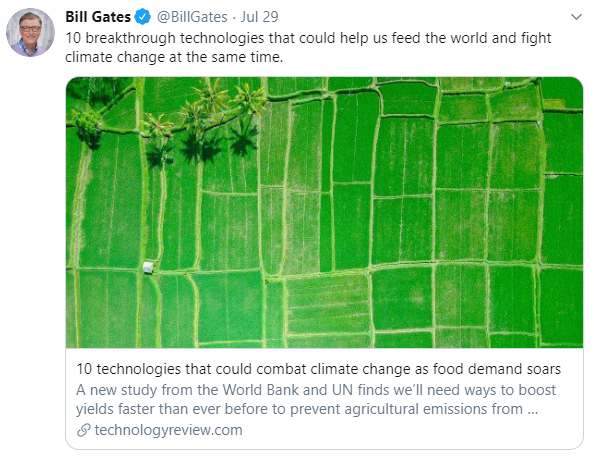 Bill Gates @BillGates · Jul 29
10 breakthrough technologies that could help us feed the world and fight
climate change at the same time.
10 technologies that could combat climate change as food demand soars
A new study from the World Bank and UN finds we'll need ways to boost
yields faster than ever before to prevent agricultural emissions from ...
technologyreview.com